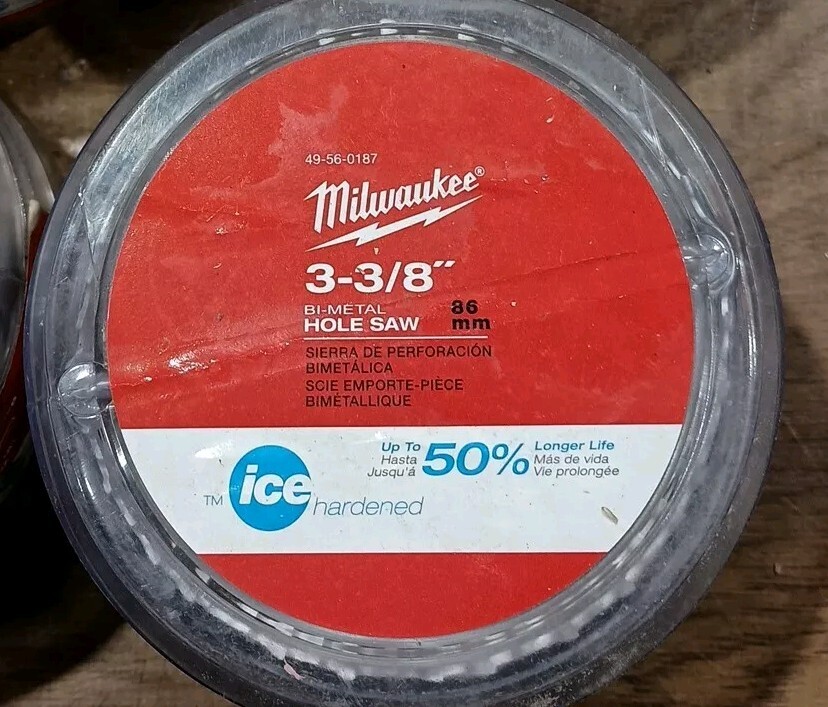 49-56-0187
Milwaukee®
3-3/8"
BI-METAL
HOLE SAW
86
mm
SIERRA DE PERFORACIÓN
BIMETÁLICA
SCIE EMPORTE-PIÈCE
BIMÉTALLIQUE
Up To
Hasta
Jusqu'á
50%
Longer Life
Más de vida
Vie prolongée
TM ice hardened